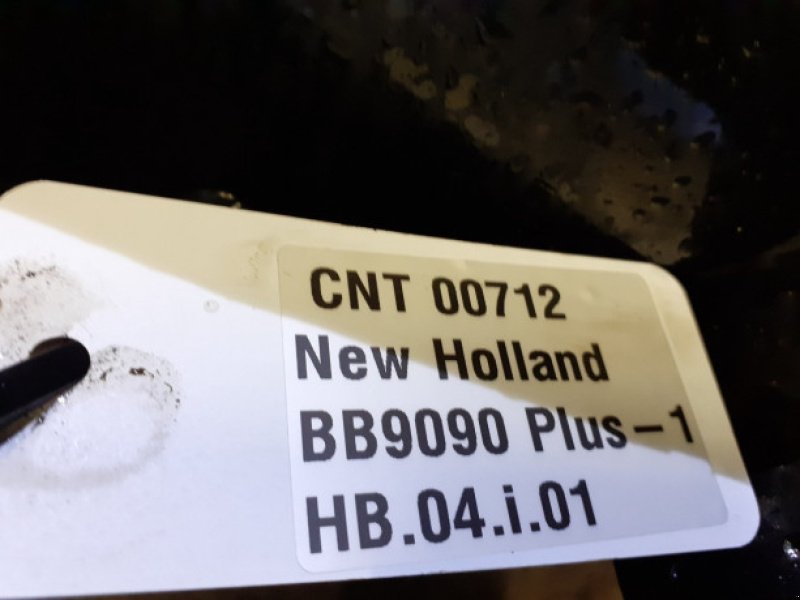 CNT 00712
New Holland
BB9090 Plus-1
HB.04.i.01